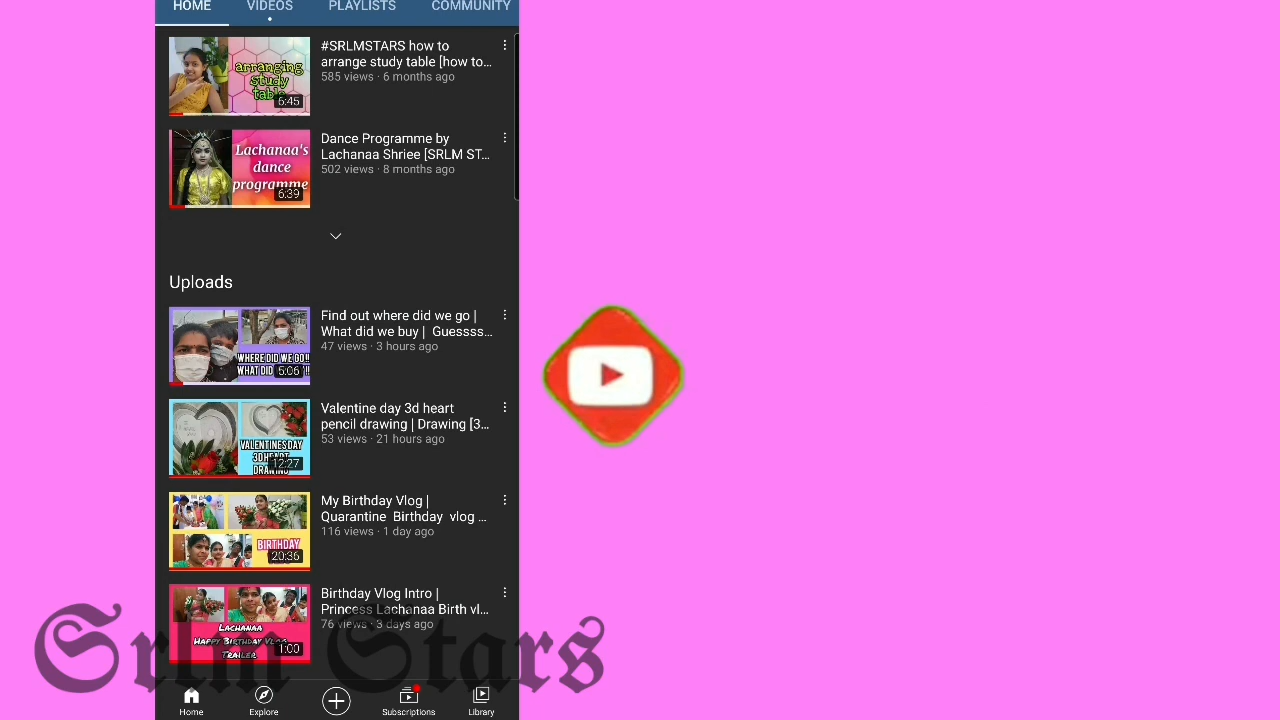 HOME VIDEOS PLAYLISTS COMMUNITY
arranging
study
table
6:45
#SRLMSTARS how to
arrange study table [how to...
585 views · 6 months ago
Lachanaa's
dance
programme
6:39
Dance Programme by
Lachanaa Shriee [SRLM ST...
502 views · 8 months ago
Uploads
WHERE DID WE GO!!
WHAT DID
5:06
Find out where did we go |
What did we buy | Guessss...
47 views · 3 hours ago
VALENTINES DAY
3D HEART
DRAWING
12:27
Valentine day 3d heart
pencil drawing | Drawing [3...
53 views · 21 hours ago
BIRTHDAY
20:36
My Birthday Vlog |
Quarantine Birthday vlog ...
116 views · 1 day ago
Lachanaa
Happy Birthday Vlog
Trailer
1:00
Birthday Vlog Intro |
Princess Lachanaa Birth vl...
76 views · 3 days ago
Srlm Stars
Home Explore Subscriptions Library